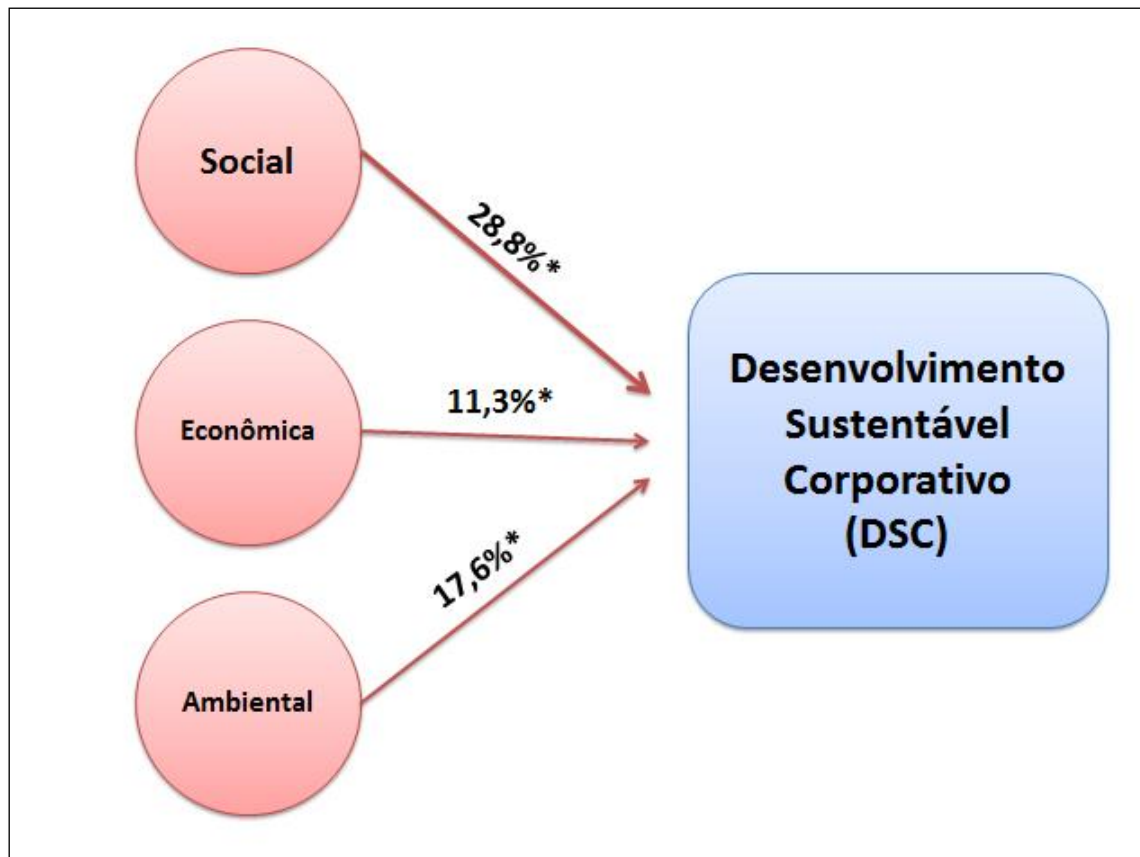 Social
28,8%*
Econômica
11,3%*
Ambiental
17,6%*
Desenvolvimento
Sustentável
Corporativo
(DSC)